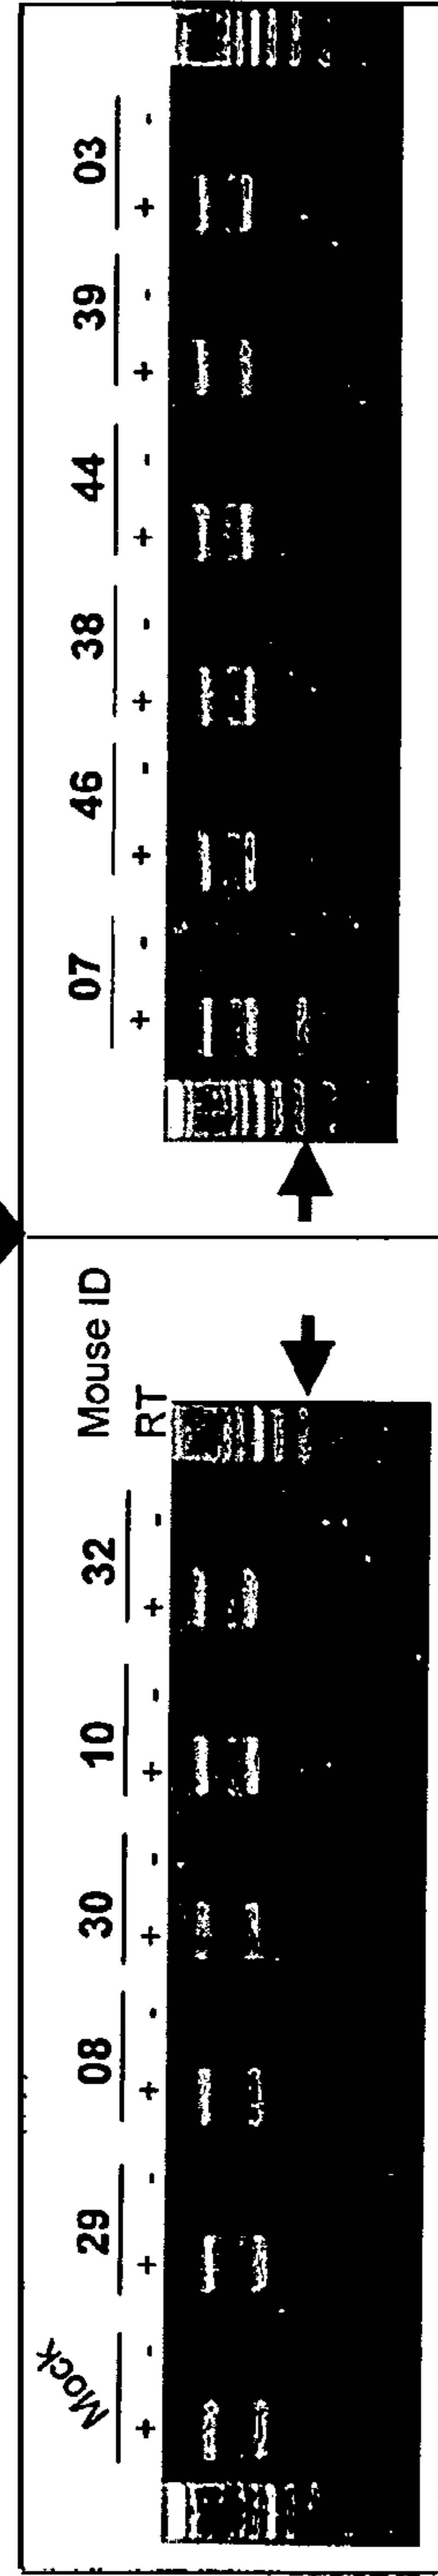 Mock 29 08 30 10 32 Mouse ID
+ - + - + - + - + - + - RT
07 46 38 44 39 03
+ - + - + - + - + - + -